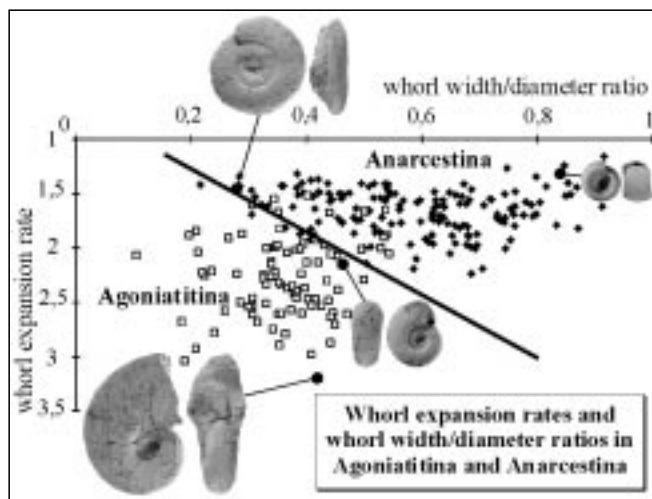 whorl width/diameter ratio
0 0,2 0,4 0,6 0,8 1
1
Anarcestina
1,5
2
Agoniatitina
2,5
3
3,5
whorl expansion rate
Whorl expansion rates and
whorl width/diameter ratios in
Agoniatitina and Anarcestina